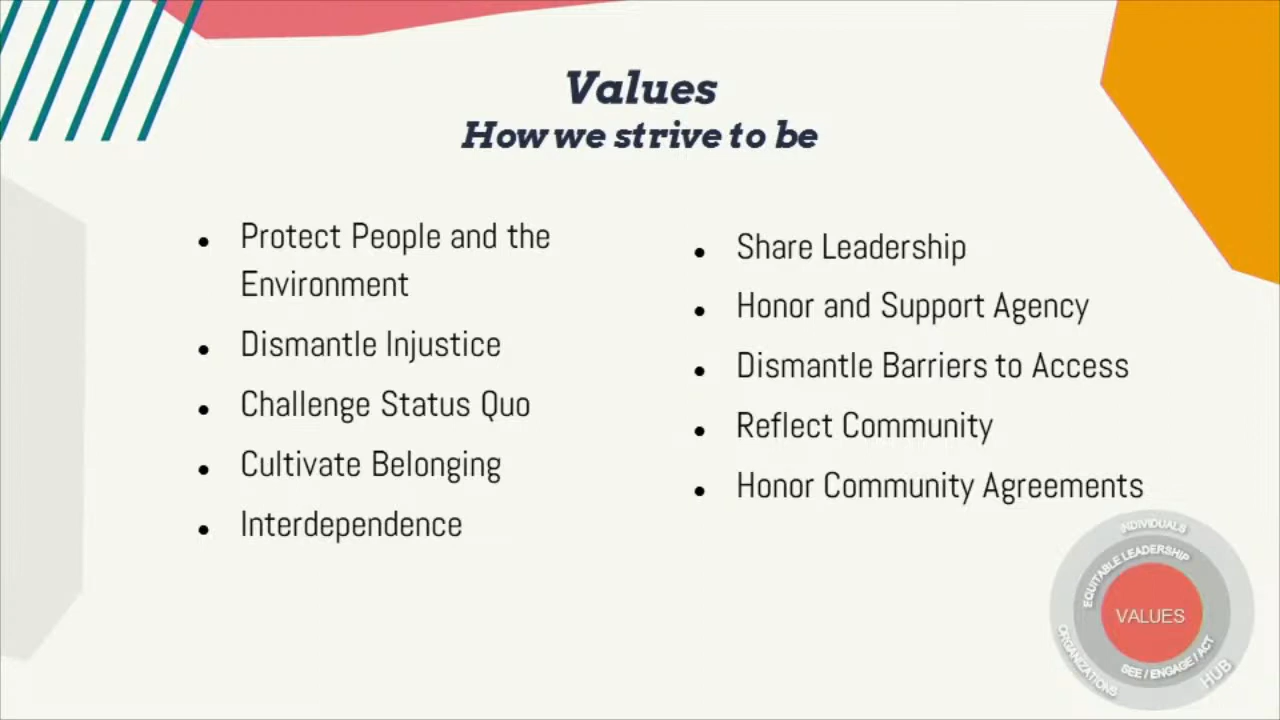 Values
How we strive to be
• Protect People and the
Environment
• Dismantle Injustice
• Challenge Status Quo
• Cultivate Belonging
• Interdependence
• Share Leadership
• Honor and Support Agency
• Dismantle Barriers to Access
• Reflect Community
• Honor Community Agreements
INDIVIDUALS
EQUITABLE LEADERSHIP
VALUES
SEE / ENGAGE / ACT
ORGANIZATIONS
HUB